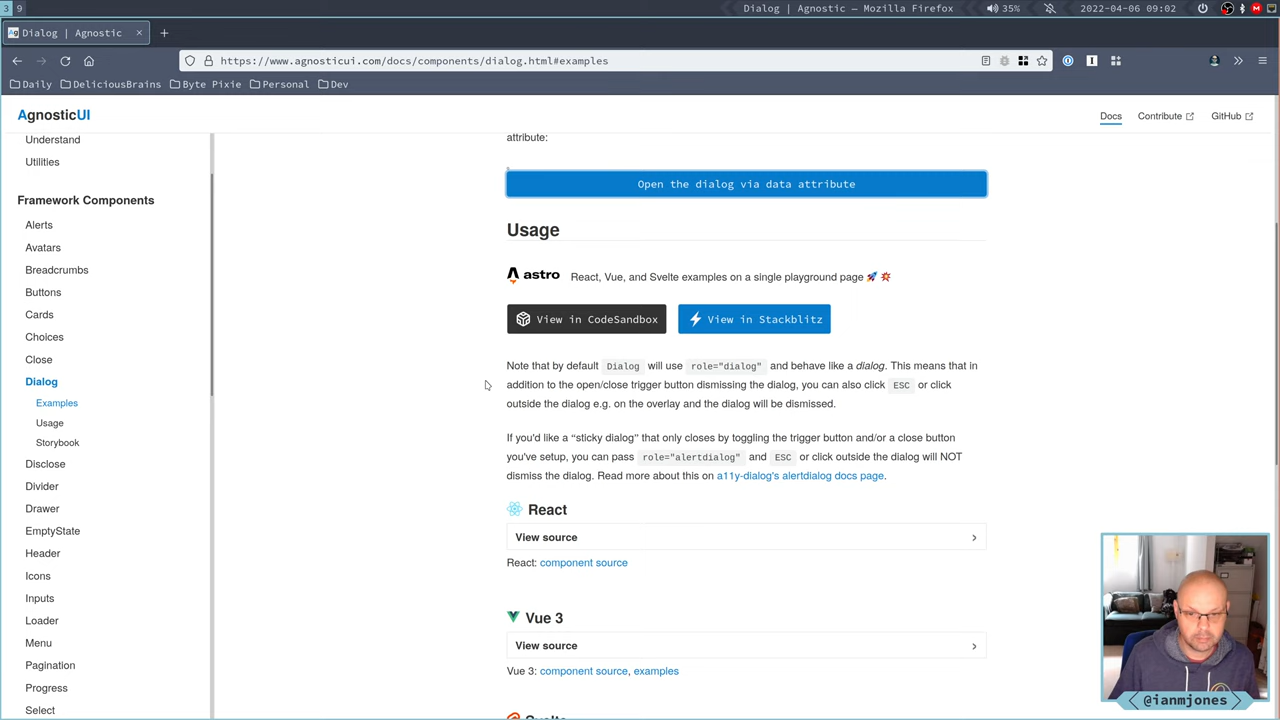 3 9 Dialog | Agnostic — Mozilla Firefox 35% 2022-04-06 09:02
Ag Dialog | Agnostic × +
https://www.agnosticui.com/docs/components/dialog.html#examples
Daily DeliciousBrains Byte Pixie Personal Dev
AgnosticUI Docs Contribute GitHub
Understand
Utilities
Framework Components
Alerts
Avatars
Breadcrumbs
Buttons
Cards
Choices
Close
Dialog
Examples
Usage
Storybook
Disclose
Divider
Drawer
EmptyState
Header
Icons
Inputs
Loader
Menu
Pagination
Progress
Select
attribute:
Open the dialog via data attribute
Usage
astro React, Vue, and Svelte examples on a single playground page 🚀 💥
View in CodeSandbox View in Stackblitz
Note that by default Dialog will use role="dialog" and behave like a dialog. This means that in
addition to the open/close trigger button dismissing the dialog, you can also click ESC or click
outside the dialog e.g. on the overlay and the dialog will be dismissed.
If you'd like a “sticky dialog” that only closes by toggling the trigger button and/or a close button
you've setup, you can pass role="alertdialog" and ESC or click outside the dialog will NOT
dismiss the dialog. Read more about this on a11y-dialog's alertdialog docs page.
React
View source
React: component source
Vue 3
View source
Vue 3: component source, examples
Svelte
@ianmjones